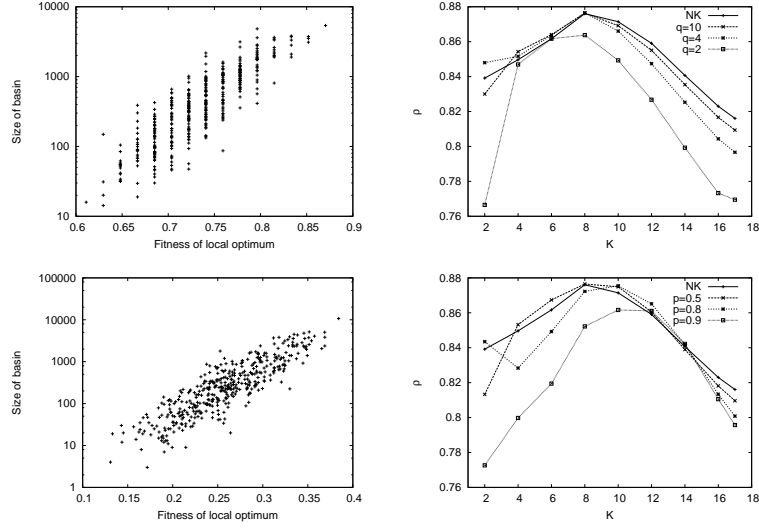 10000
1000
100
10
Size of basin
0.6 0.65 0.7 0.75 0.8 0.85 0.9
Fitness of local optimum
0.88
0.86
0.84
0.82
0.8
0.78
0.76
ρ
NK
q=10
q=4
q=2
2 4 6 8 10 12 14 16 18
K
100000
10000
1000
100
10
1
Size of basin
0.1 0.15 0.2 0.25 0.3 0.35 0.4
Fitness of local optimum
0.88
0.86
0.84
0.82
0.8
0.78
0.76
ρ
NK
p=0.5
p=0.8
p=0.9
2 4 6 8 10 12 14 16 18
K